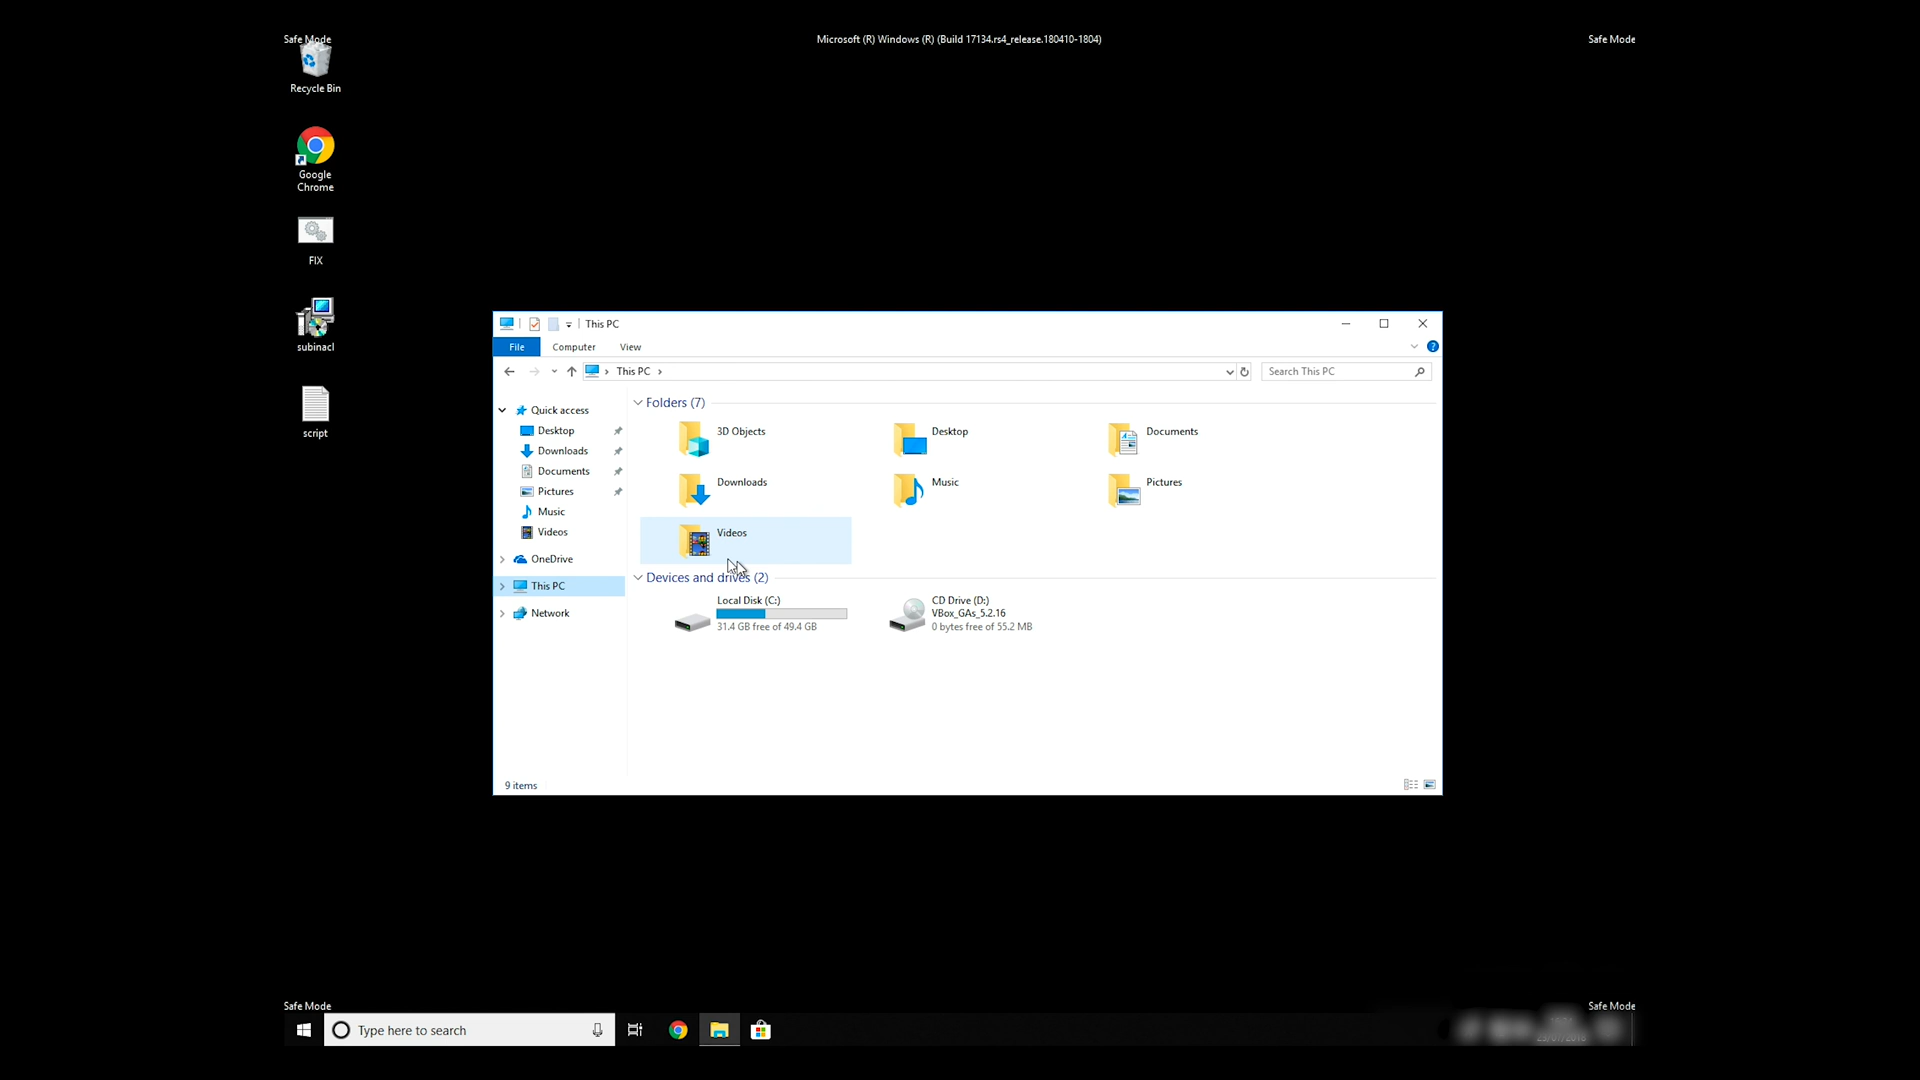 Safe Mode
Microsoft (R) Windows (R) (Build 17134.rs4_release.180410-1804)
Safe Mode
Recycle Bin
Google
Chrome
FIX
subinacl
script
This PC
File
Computer
View
This PC
Search This PC
Quick access
Desktop
Downloads
Documents
Pictures
Music
Videos
OneDrive
This PC
Network
Folders (7)
3D Objects
Desktop
Documents
Downloads
Music
Pictures
Videos
Devices and drives (2)
Local Disk (C:)
31.4 GB free of 49.4 GB
CD Drive (D:)
VBox_GAs_5.2.16
0 bytes free of 55.2 MB
9 items
Safe Mode
Safe Mode
Type here to search